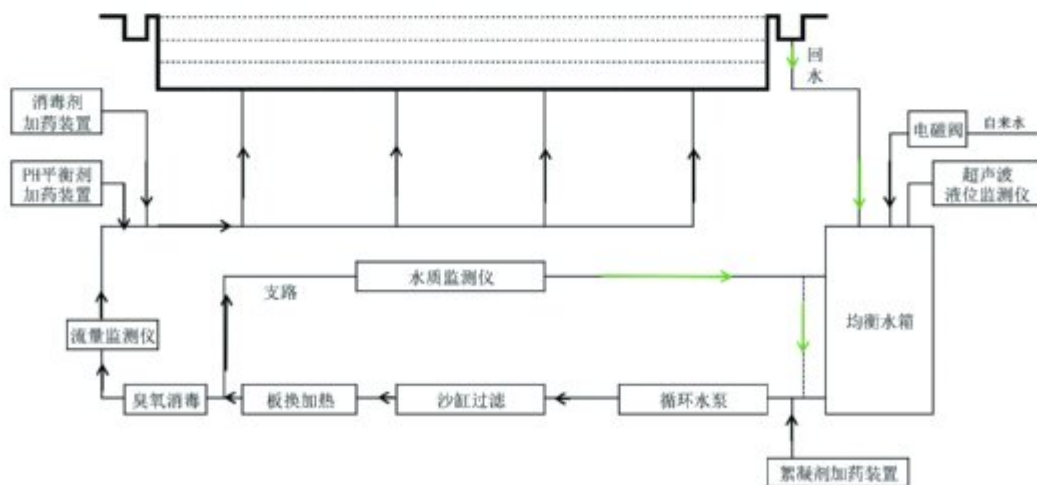 回
水
消毒剂
加药装置
电磁阀
自来水
PH平衡剂
加药装置
超声波
液位监测仪
水质监测仪
支路
均衡水箱
流量监测仪
臭氧消毒
板换加热
沙缸过滤
循环水泵
絮凝剂加药装置